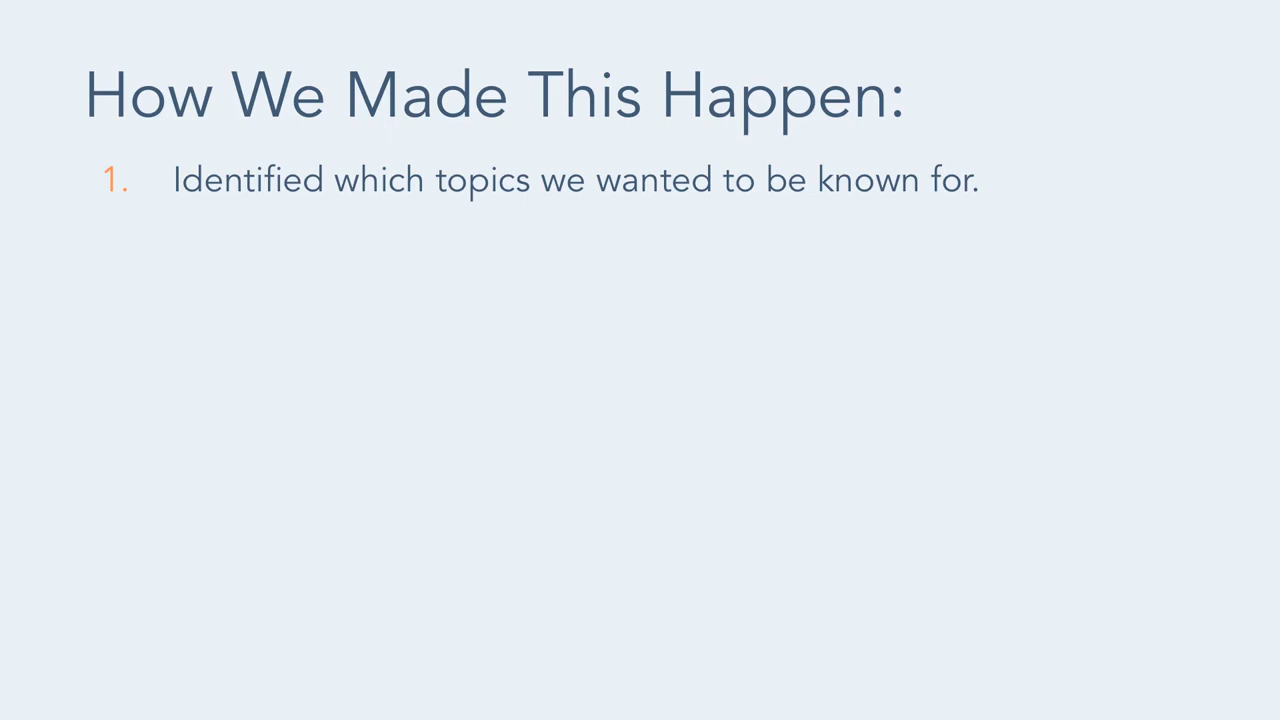 How We Made This Happen:
1. Identified which topics we wanted to be known for.